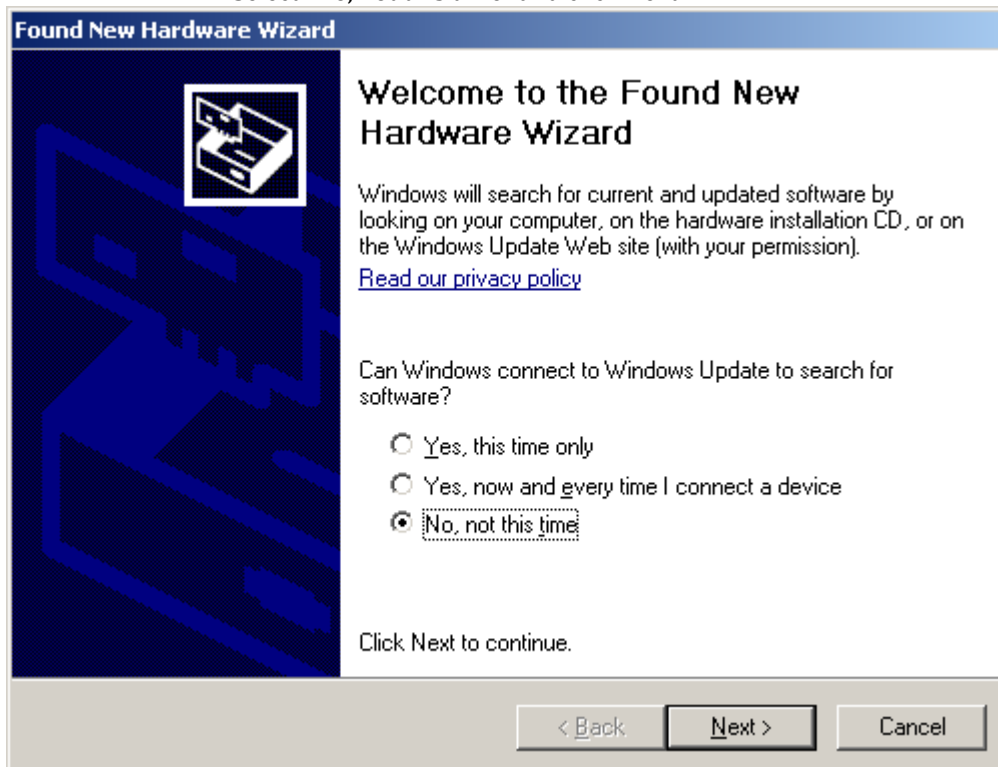 Found New Hardware Wizard
Welcome to the Found New
Hardware Wizard
Windows will search for current and updated software by
looking on your computer, on the hardware installation CD, or on
the Windows Update Web site (with your permission).
Read our privacy policy
Can Windows connect to Windows Update to search for
software?
Yes, this time only
Yes, now and every time I connect a device
No, not this time
Click Next to continue.
< Back
Next >
Cancel